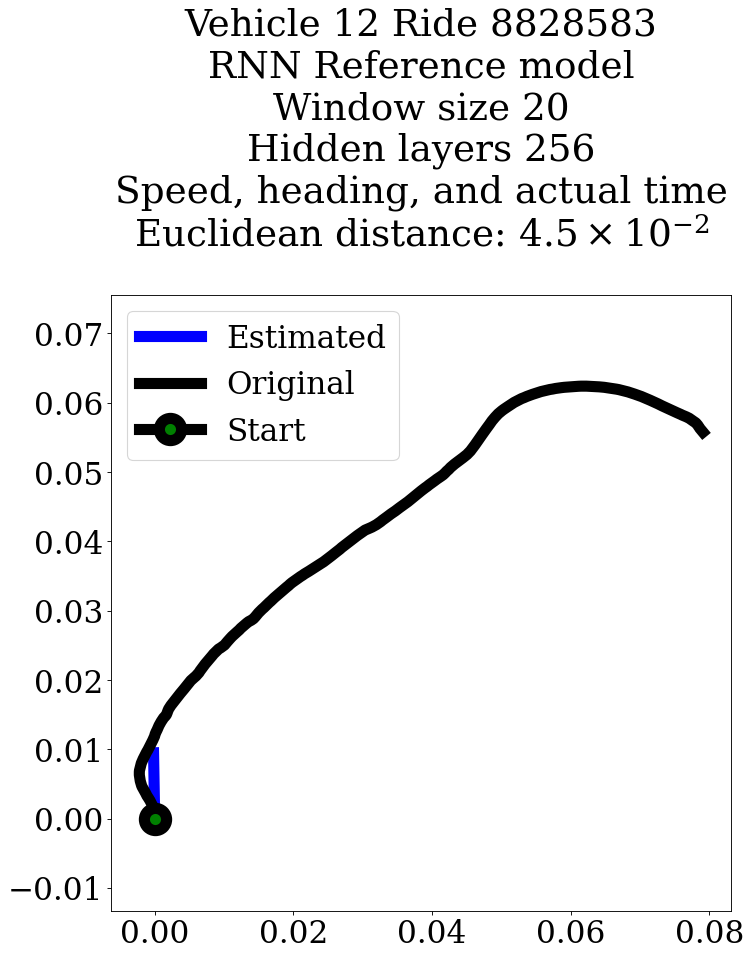 Vehicle 12 Ride 8828583
RNN Reference model
Window size 20
Hidden layers 256
Speed, heading, and actual time
Euclidean distance: 4.5 × 10⁻²
Estimated
Original
Start
0.07
0.06
0.05
0.04
0.03
0.02
0.01
0.00
−0.01
0.00 0.02 0.04 0.06 0.08